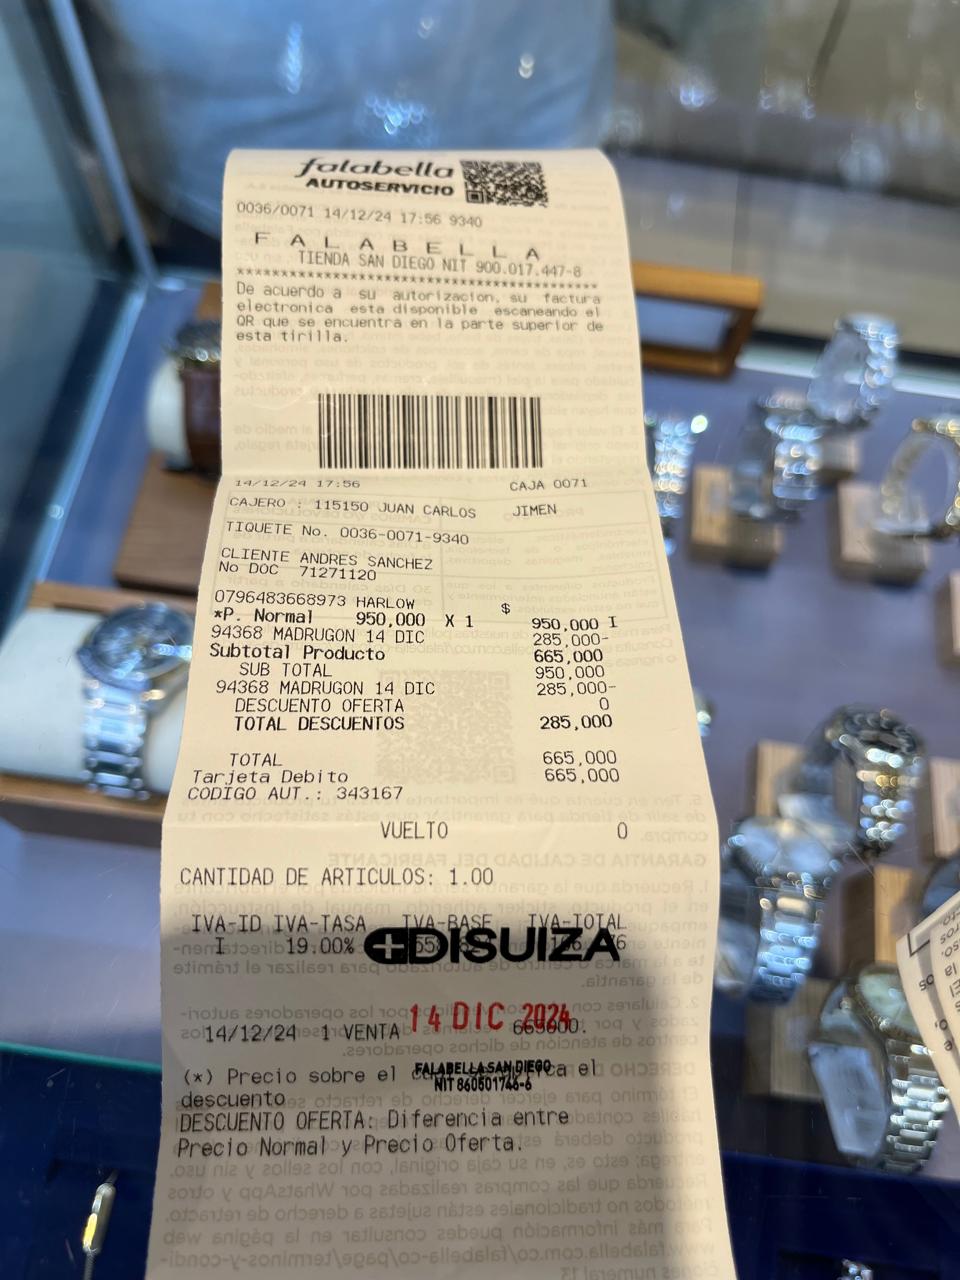 falabella
AUTOSERVICIO
0036/0071 14/12/24 17:56 9340
F A L A B E L L A
TIENDA SAN DIEGO NIT 900.017.447-8
**************************************
De acuerdo a su autorizacion, su factura
electronica esta disponible escaneando el
QR que se encuentra en la parte superior de
esta tirilla.
14/12/24 17:56 CAJA 0071
CAJERO : 115150 JUAN CARLOS JIMEN
TIQUETE No. 0036-0071-9340
CLIENTE ANDRES SANCHEZ
No DOC 71271120
0796483668973 HARLOW $
*P. Normal 950,000 X 1 950,000 I
94368 MADRUGON 14 DIC 285,000-
Subtotal Producto 665,000
SUB TOTAL 950,000
94368 MADRUGON 14 DIC 285,000-
DESCUENTO OFERTA 0
TOTAL DESCUENTOS 285,000
TOTAL 665,000
Tarjeta Debito 665,000
CODIGO AUT.: 343167
VUELTO 0
CANTIDAD DE ARTICULOS: 1.00
IVA-ID IVA-TASA IVA-BASE IVA-TOTAL
I 19.00%
DISUIZA
14 DIC 2024
14/12/24 1 VENTA 665000.
FALABELLA SAN DIEGO
NIT 860501746-6
(*) Precio sobre el el
descuento
DESCUENTO OFERTA: Diferencia entre
Precio Normal y Precio Oferta.